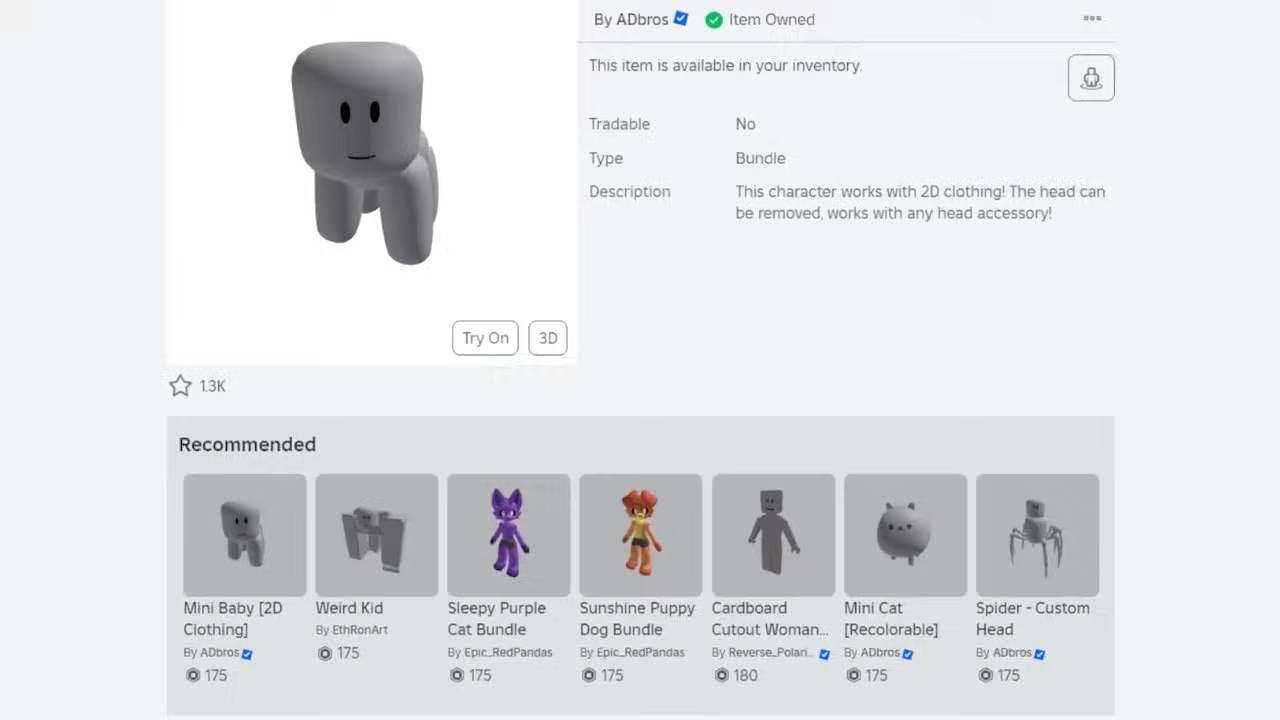 By ADbros Item Owned
This item is available in your inventory.
Tradable No
Type Bundle
Description This character works with 2D clothing! The head can
be removed, works with any head accessory!
Try On 3D
1.3K
Recommended
Mini Baby [2D
Clothing]
By ADbros
175
Weird Kid
By EthRonArt
175
Sleepy Purple
Cat Bundle
By Epic_RedPandas
175
Sunshine Puppy
Dog Bundle
By Epic_RedPandas
175
Cardboard
Cutout Woman...
By Reverse_Polari..
180
Mini Cat
[Recolorable]
By ADbros
175
Spider - Custom
Head
By ADbros
175